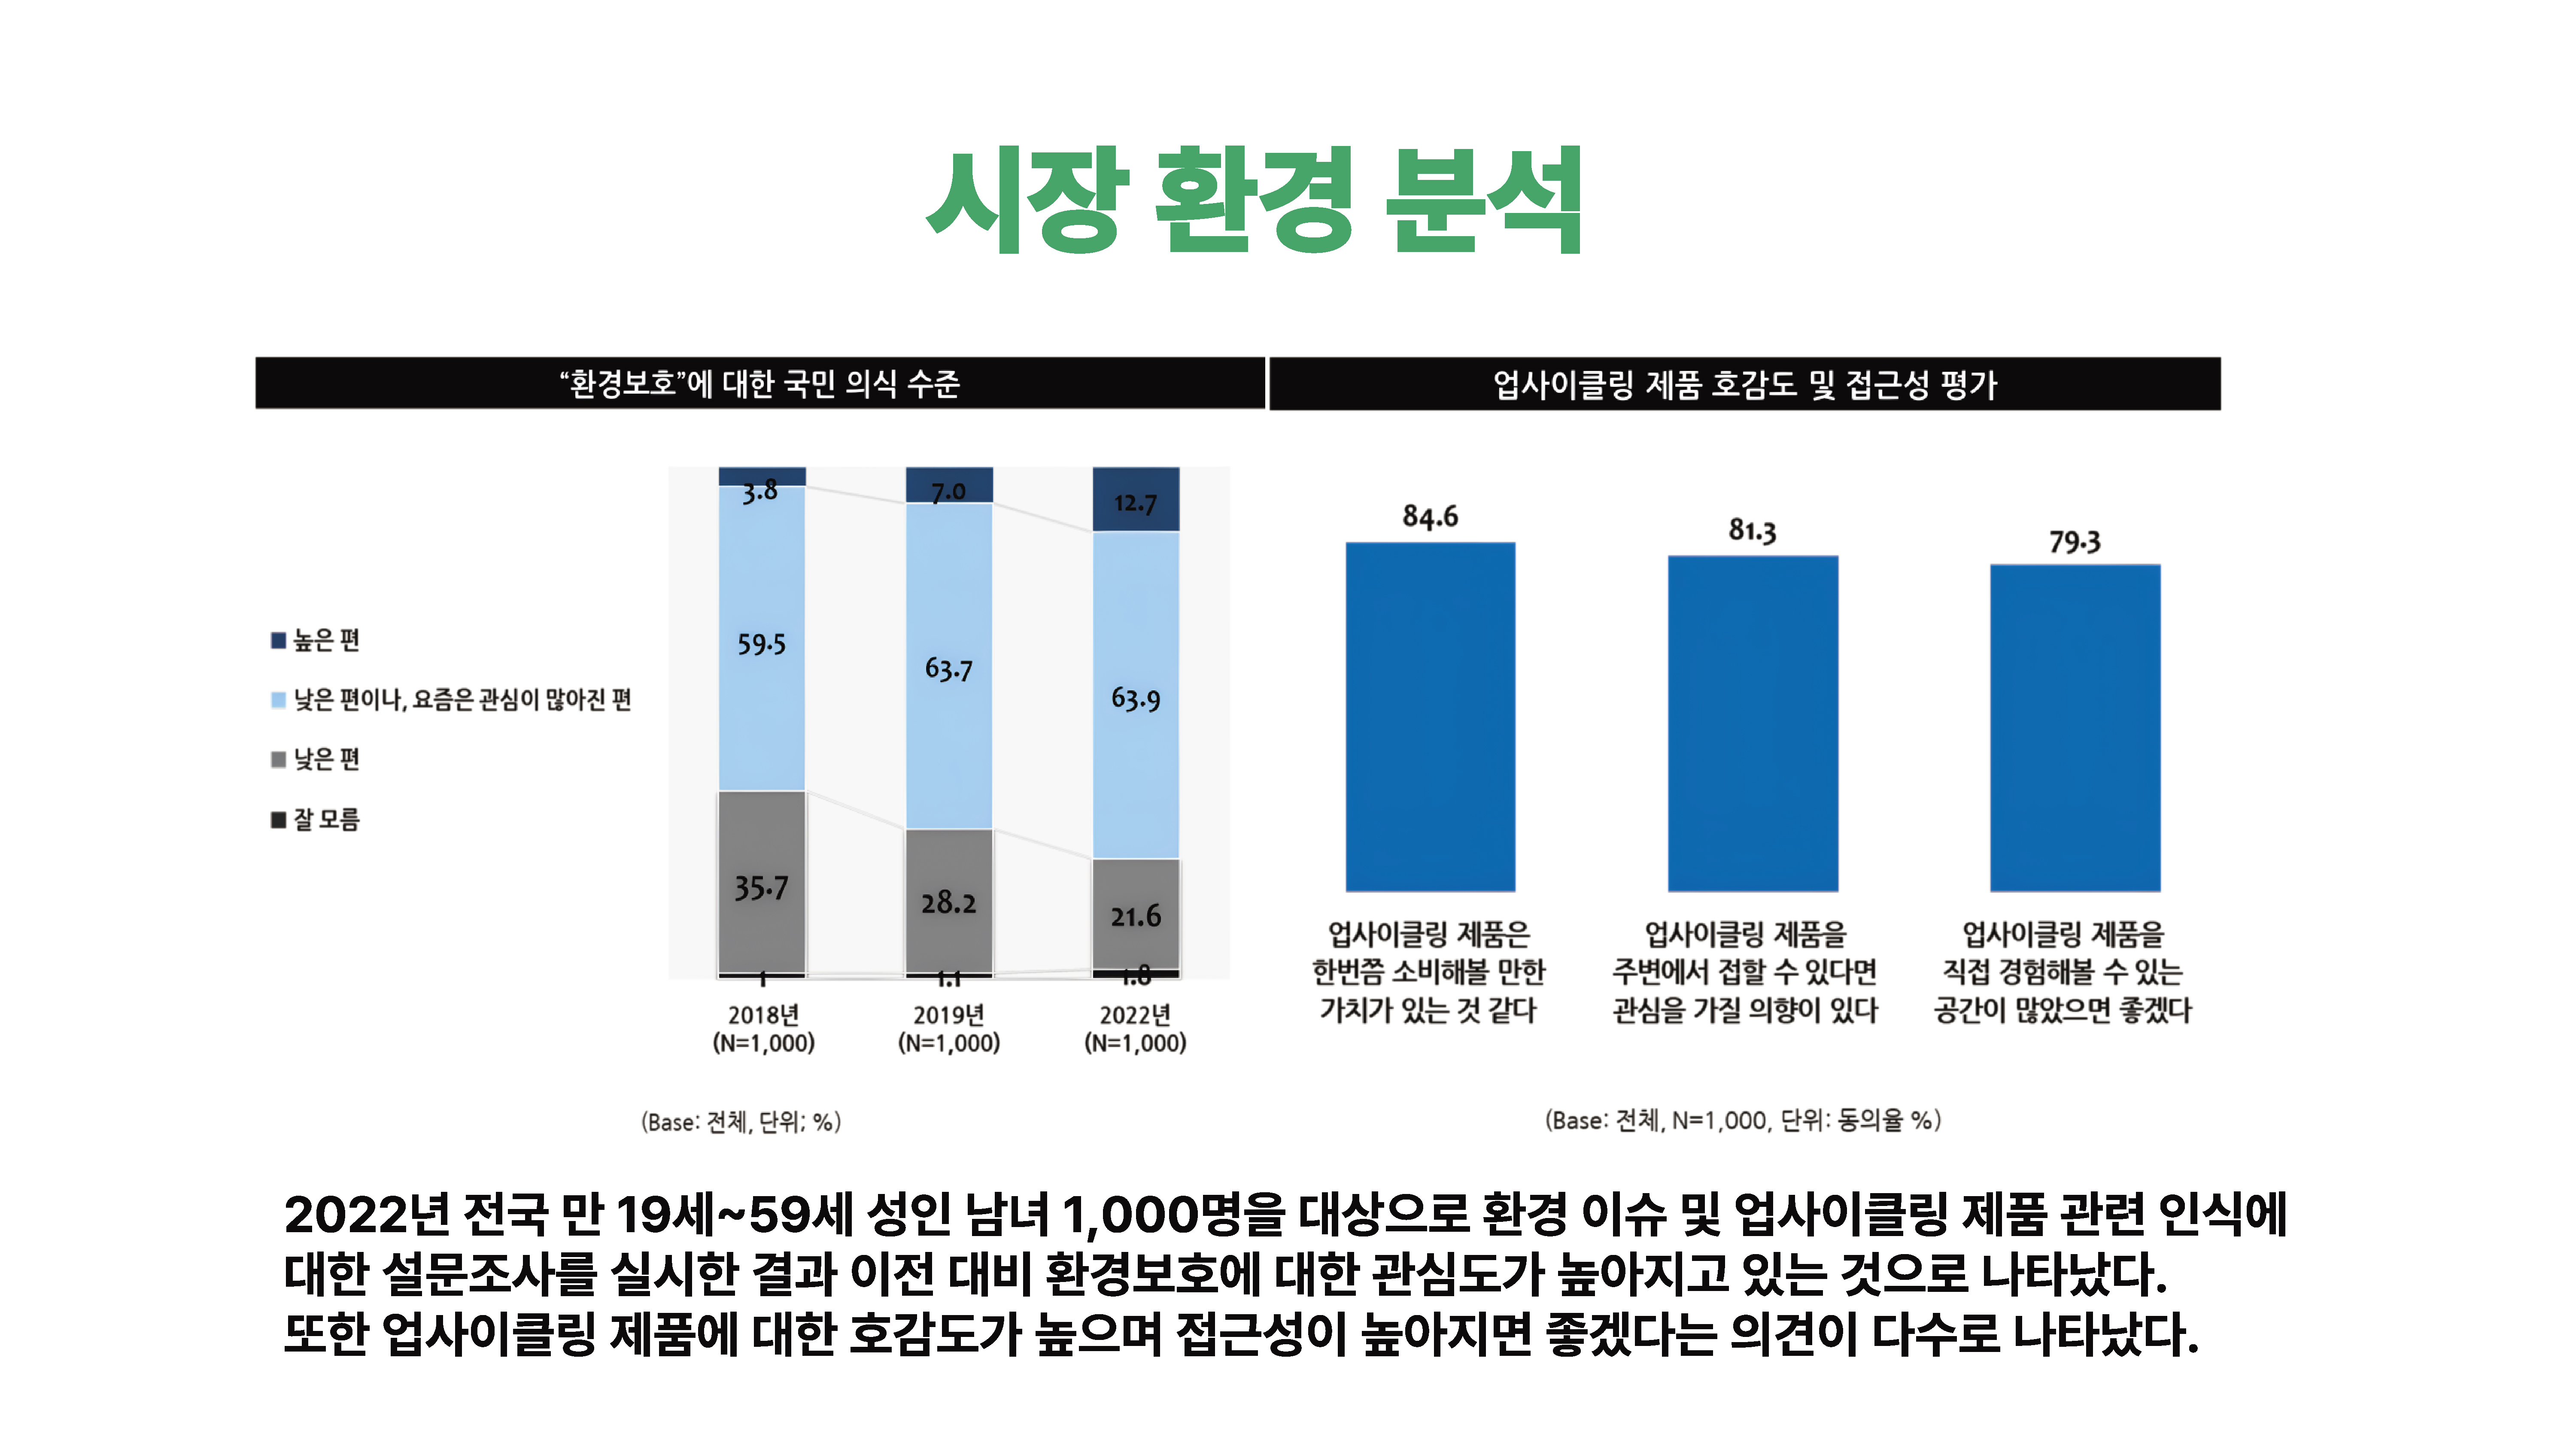 시장 환경 분석
“환경보호”에 대한 국민 의식 수준
업사이클링 제품 호감도 및 접근성 평가
높은 편
낮은 편이나, 요즘은 관심이 많아진 편
낮은 편
잘 모름
3.8
7.0
12.7
59.5
63.7
63.9
35.7
28.2
21.6
1
1.1
1.8
2018년
(N=1,000)
2019년
(N=1,000)
2022년
(N=1,000)
(Base: 전체, 단위; %)
84.6
81.3
79.3
업사이클링 제품은
한번쯤 소비해볼 만한
가치가 있는 것 같다
업사이클링 제품을
주변에서 접할 수 있다면
관심을 가질 의향이 있다
업사이클링 제품을
직접 경험해볼 수 있는
공간이 많았으면 좋겠다
(Base: 전체, N=1,000, 단위: 동의율 %)
2022년 전국 만 19세~59세 성인 남녀 1,000명을 대상으로 환경 이슈 및 업사이클링 제품 관련 인식에
대한 설문조사를 실시한 결과 이전 대비 환경보호에 대한 관심도가 높아지고 있는 것으로 나타났다.
또한 업사이클링 제품에 대한 호감도가 높으며 접근성이 높아지면 좋겠다는 의견이 다수로 나타났다.